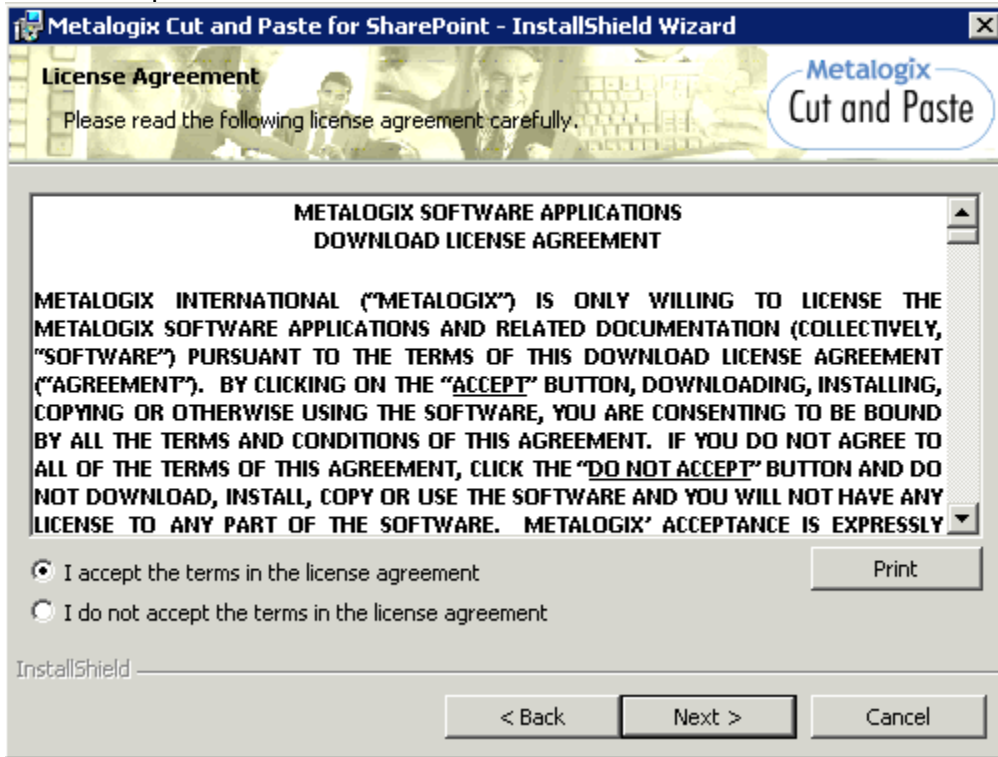 Metalogix Cut and Paste for SharePoint - InstallShield Wizard
License Agreement
Please read the following license agreement carefully.
Metalogix
Cut and Paste
METALOGIX SOFTWARE APPLICATIONS
DOWNLOAD LICENSE AGREEMENT
METALOGIX INTERNATIONAL (“METALOGIX”) IS ONLY WILLING TO LICENSE THE
METALOGIX SOFTWARE APPLICATIONS AND RELATED DOCUMENTATION (COLLECTIVELY,
“SOFTWARE”) PURSUANT TO THE TERMS OF THIS DOWNLOAD LICENSE AGREEMENT
(“AGREEMENT”). BY CLICKING ON THE “ACCEPT” BUTTON, DOWNLOADING, INSTALLING,
COPYING OR OTHERWISE USING THE SOFTWARE, YOU ARE CONSENTING TO BE BOUND
BY ALL THE TERMS AND CONDITIONS OF THIS AGREEMENT. IF YOU DO NOT AGREE TO
ALL OF THE TERMS OF THIS AGREEMENT, CLICK THE “DO NOT ACCEPT” BUTTON AND DO
NOT DOWNLOAD, INSTALL, COPY OR USE THE SOFTWARE AND YOU WILL NOT HAVE ANY
LICENSE TO ANY PART OF THE SOFTWARE. METALOGIX’ ACCEPTANCE IS EXPRESSLY
I accept the terms in the license agreement
Print
I do not accept the terms in the license agreement
InstallShield
< Back
Next >
Cancel